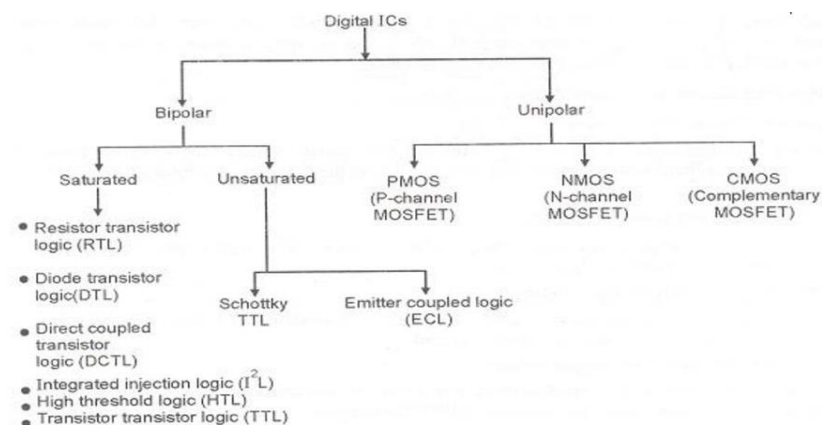 Digital ICs
Bipolar
Unipolar
Saturated
Unsaturated
PMOS
(P-channel
MOSFET)
NMOS
(N-channel
MOSFET)
CMOS
(Complementary
MOSFET)
● Resistor transistor
logic (RTL)
● Diode transistor
logic(DTL)
● Direct coupled
transistor
logic (DCTL)
● Integrated injection logic (I²L)
● High threshold logic (HTL)
● Transistor transistor logic (TTL)
Schottky
TTL
Emitter coupled logic
(ECL)